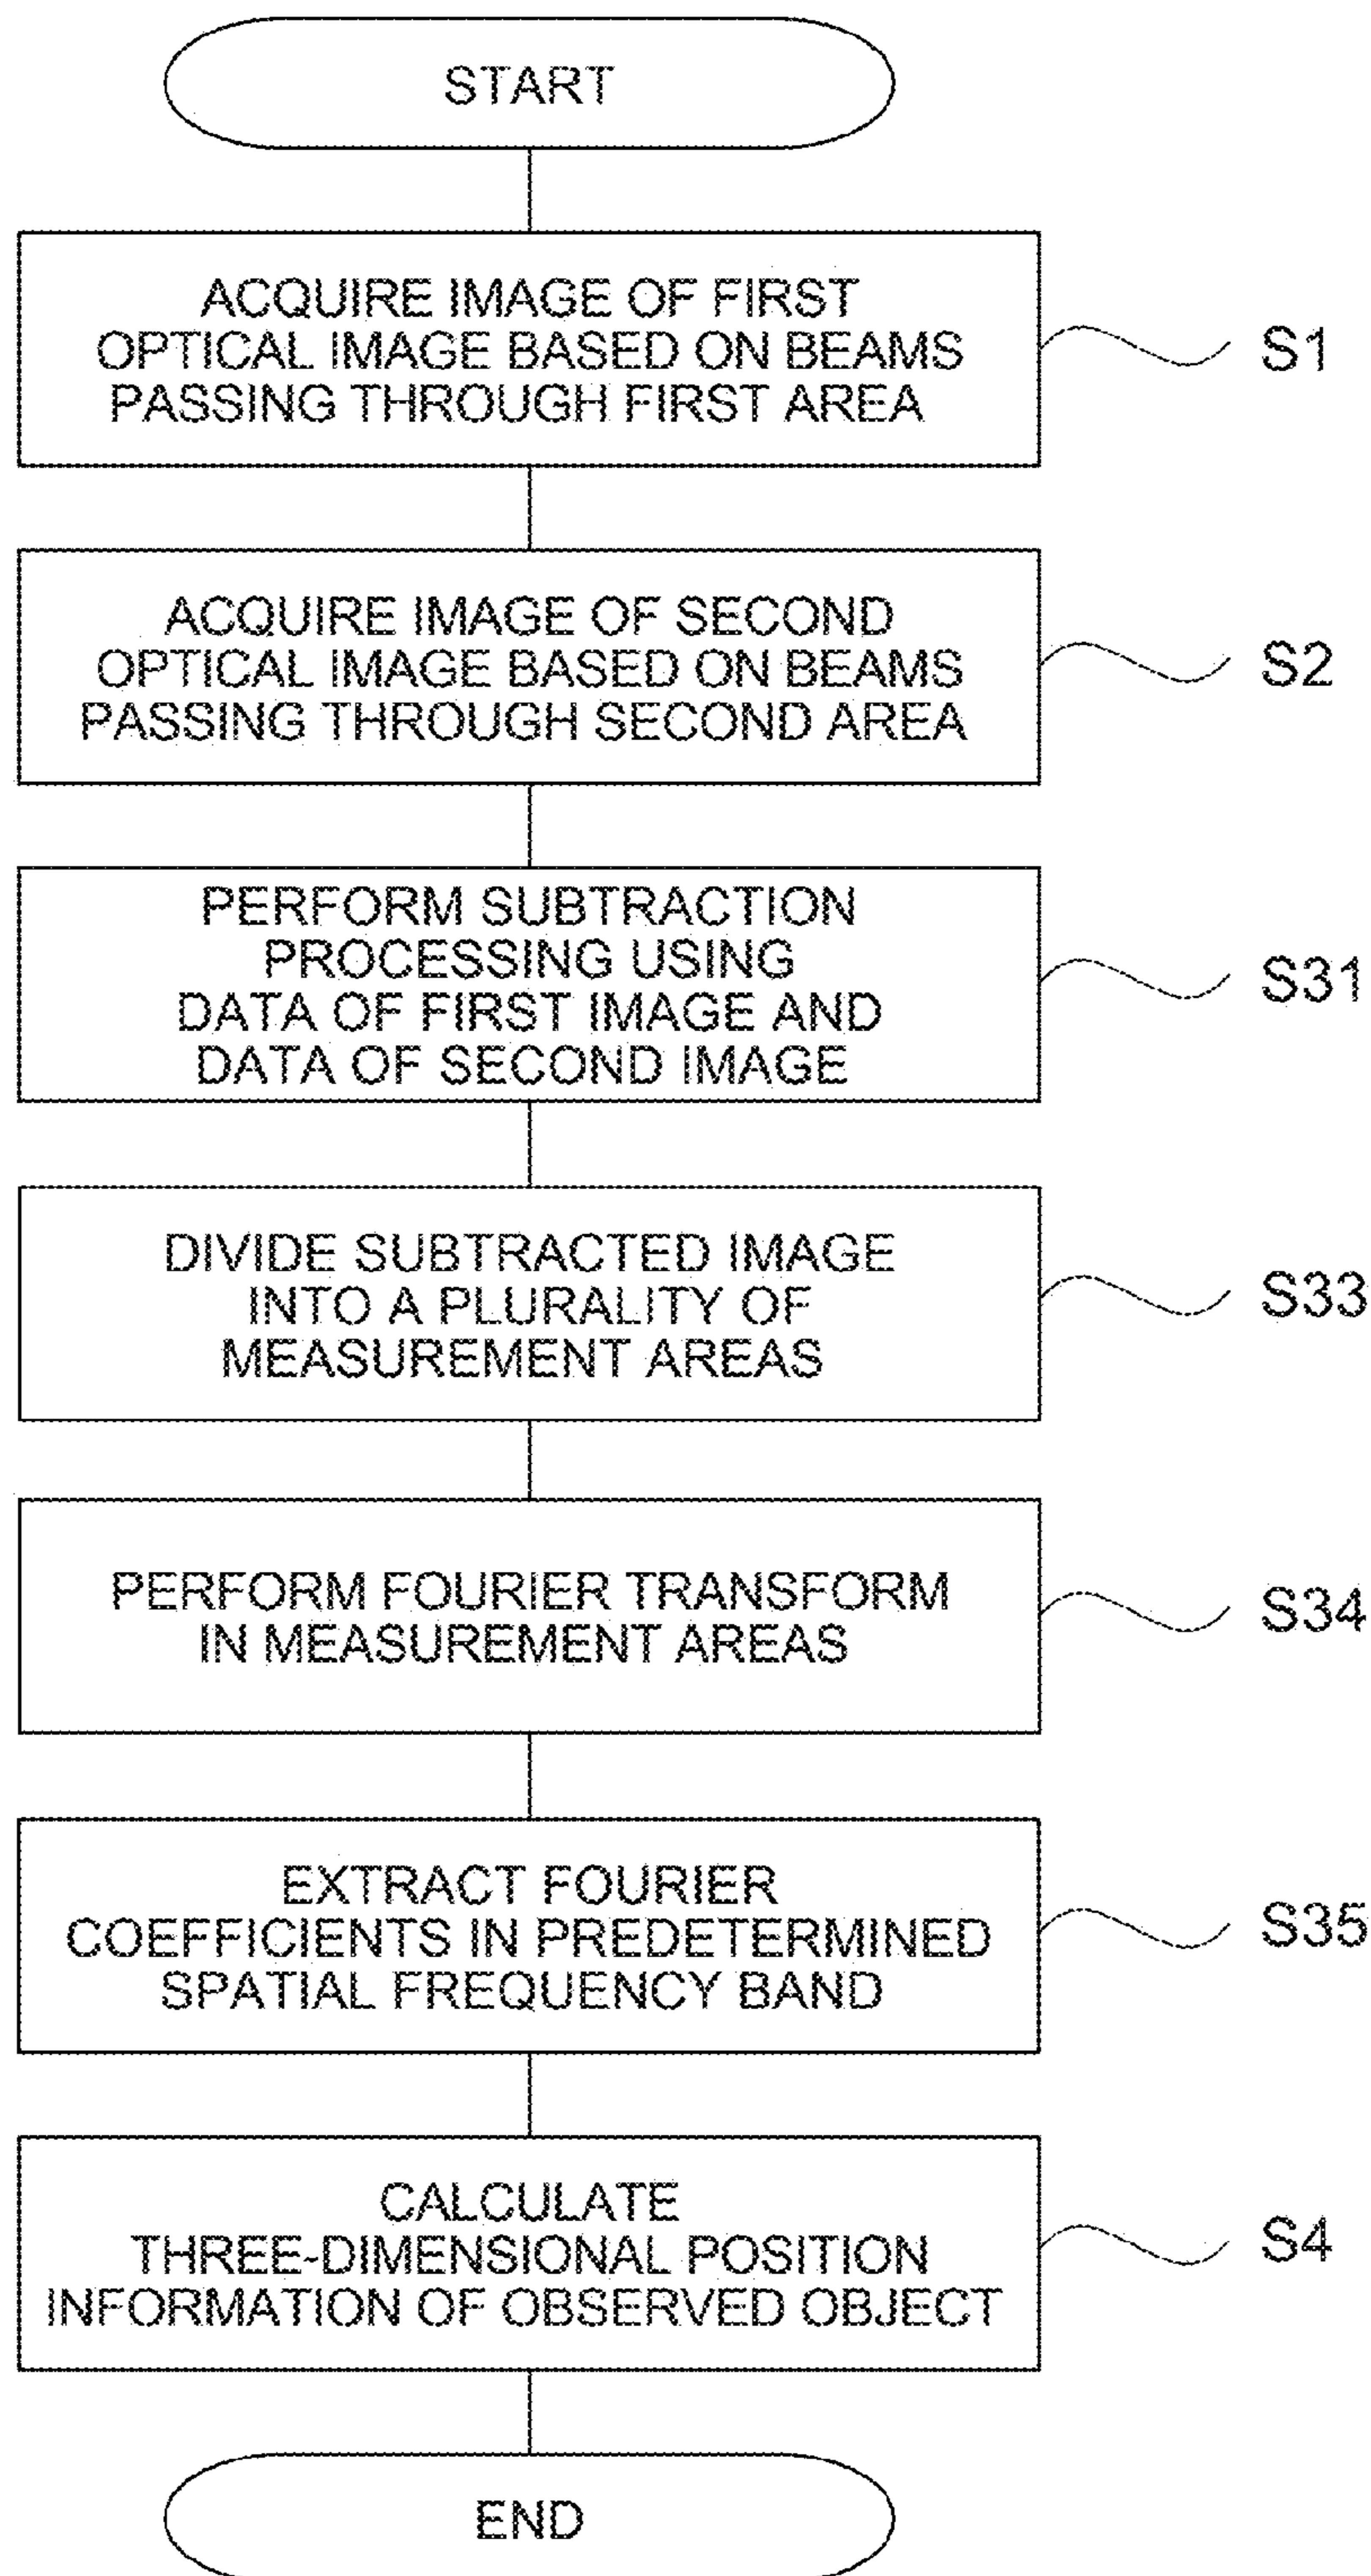 START
ACQUIRE IMAGE OF FIRST
OPTICAL IMAGE BASED ON BEAMS
PASSING THROUGH FIRST AREA
S1
ACQUIRE IMAGE OF SECOND
OPTICAL IMAGE BASED ON BEAMS
PASSING THROUGH SECOND AREA
S2
PERFORM SUBTRACTION
PROCESSING USING
DATA OF FIRST IMAGE AND
DATA OF SECOND IMAGE
S31
DIVIDE SUBTRACTED IMAGE
INTO A PLURALITY OF
MEASUREMENT AREAS
S33
PERFORM FOURIER TRANSFORM
IN MEASUREMENT AREAS
S34
EXTRACT FOURIER
COEFFICIENTS IN PREDETERMINED
SPATIAL FREQUENCY BAND
S35
CALCULATE
THREE-DIMENSIONAL POSITION
INFORMATION OF OBSERVED OBJECT
S4
END